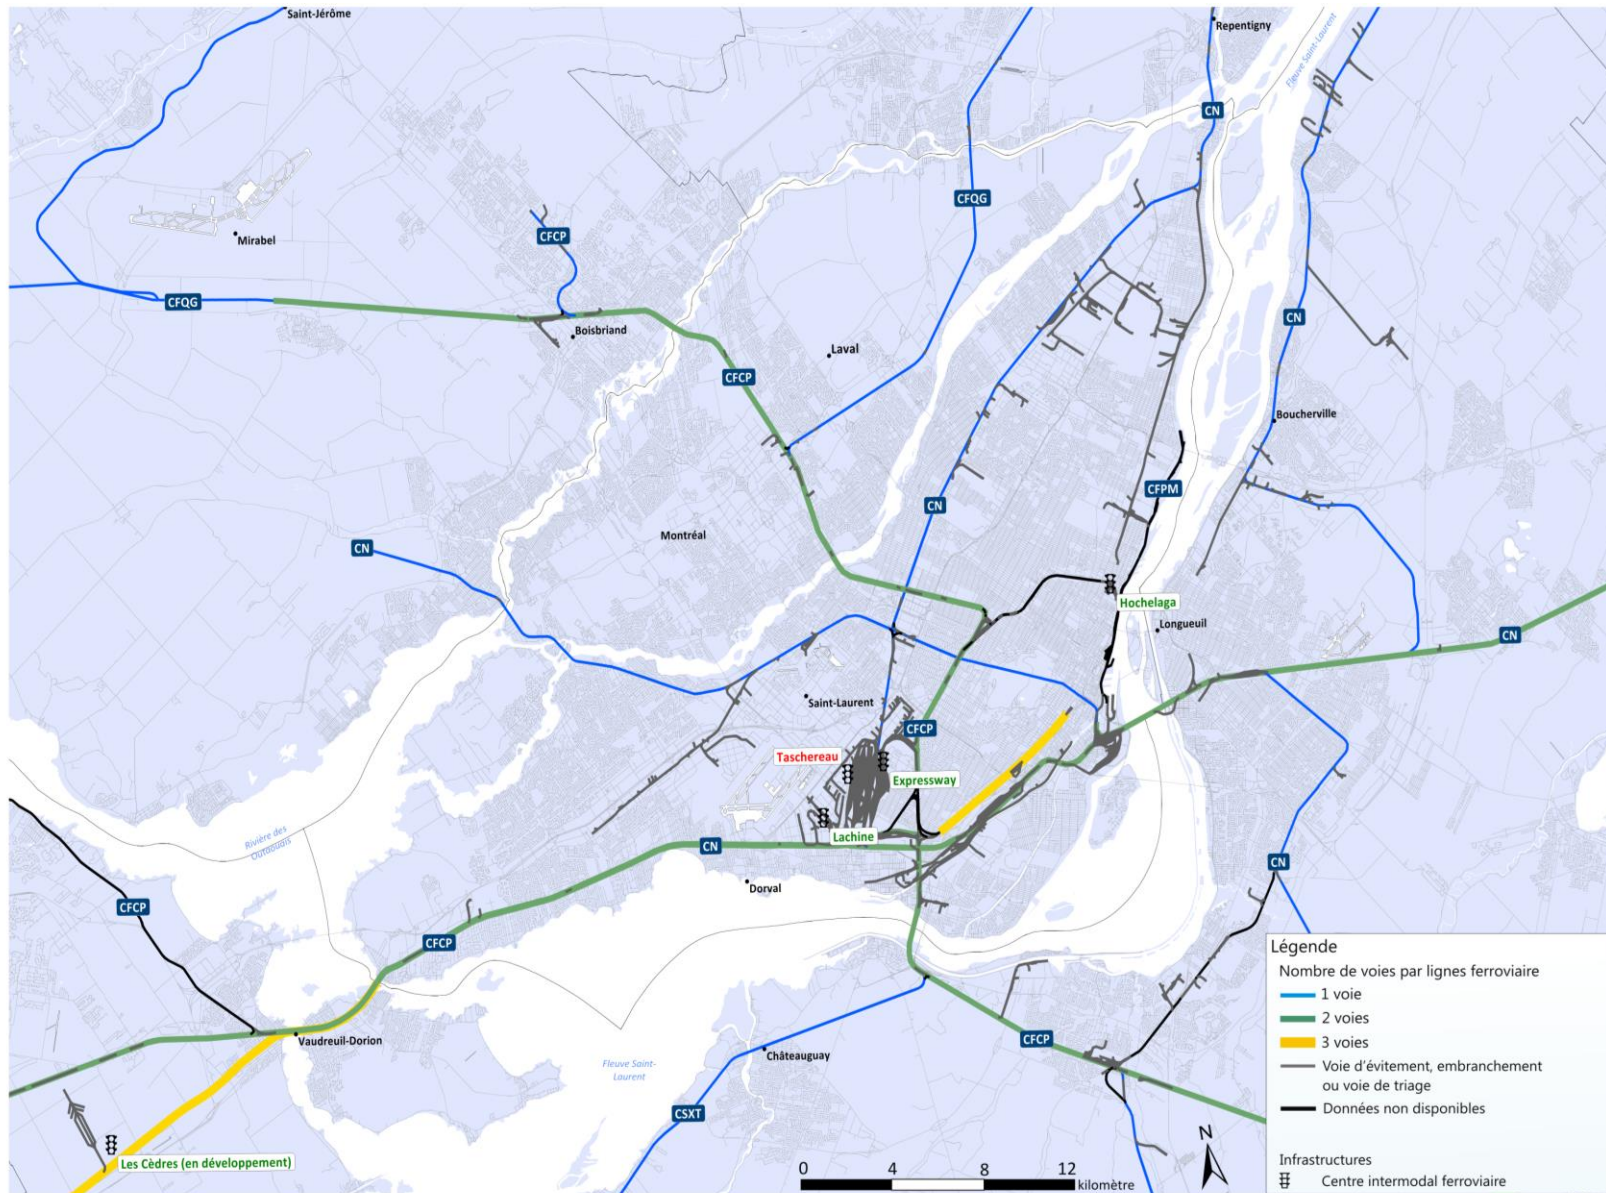 Saint-Jérôme
Repentigny
Fleuve Saint-Laurent
CN
CFQG
CFCP
Mirabel
CFQG
CN
Boisbriand
Laval
CFCP
Boucherville
CFPM
CN
Montréal
CN
Hochelaga
Longueuil
CN
Saint-Laurent
CFCP
Taschereau
Expressway
Lachine
Rivière des
Outaouais
CN
CN
Dorval
CFCP
CFCP
Vaudreuil-Dorion
CFCP
Châteauguay
Fleuve Saint-
Laurent
CSXT
Les Cèdres (en développement)
N
0 4 8 12
kilomètre
Légende
Nombre de voies par lignes ferroviaire
1 voie
2 voies
3 voies
Voie d'évitement, embranchement
ou voie de triage
Données non disponibles
Infrastructures
Centre intermodal ferroviaire